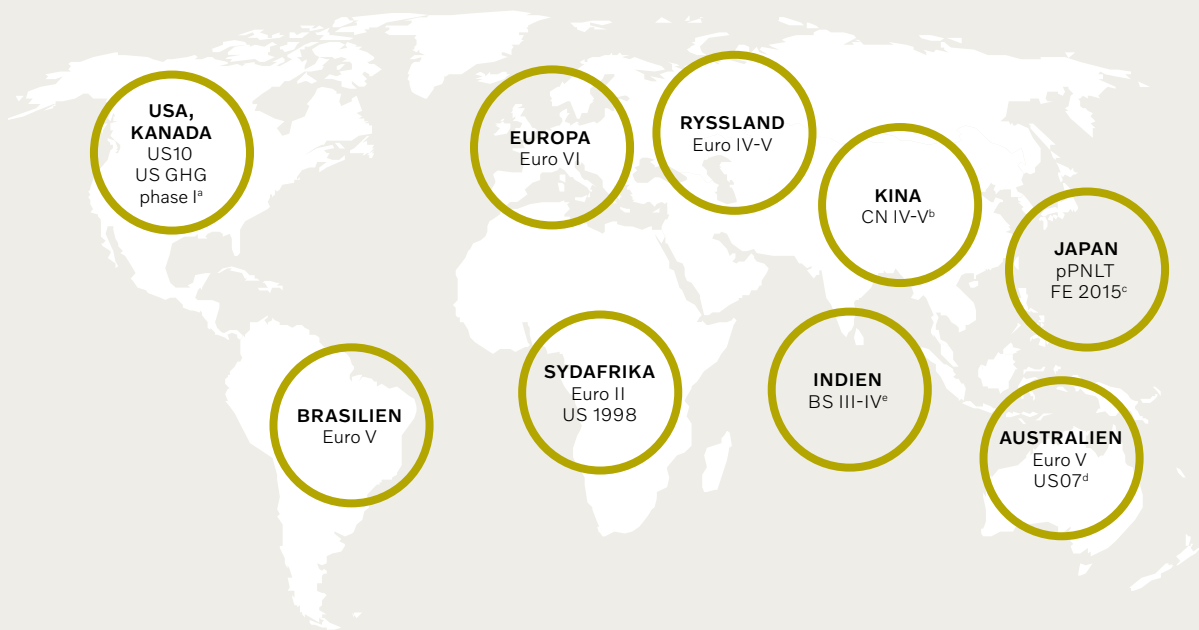 USA,
KANADA
US10
US GHG
phase Iᵃ
EUROPA
Euro VI
RYSSLAND
Euro IV-V
KINA
CN IV-Vᵇ
JAPAN
pPNLT
FE 2015ᶜ
BRASILIEN
Euro V
SYDAFRIKA
Euro II
US 1998
INDIEN
BS III-IVᵉ
AUSTRALIEN
Euro V
US07ᵈ